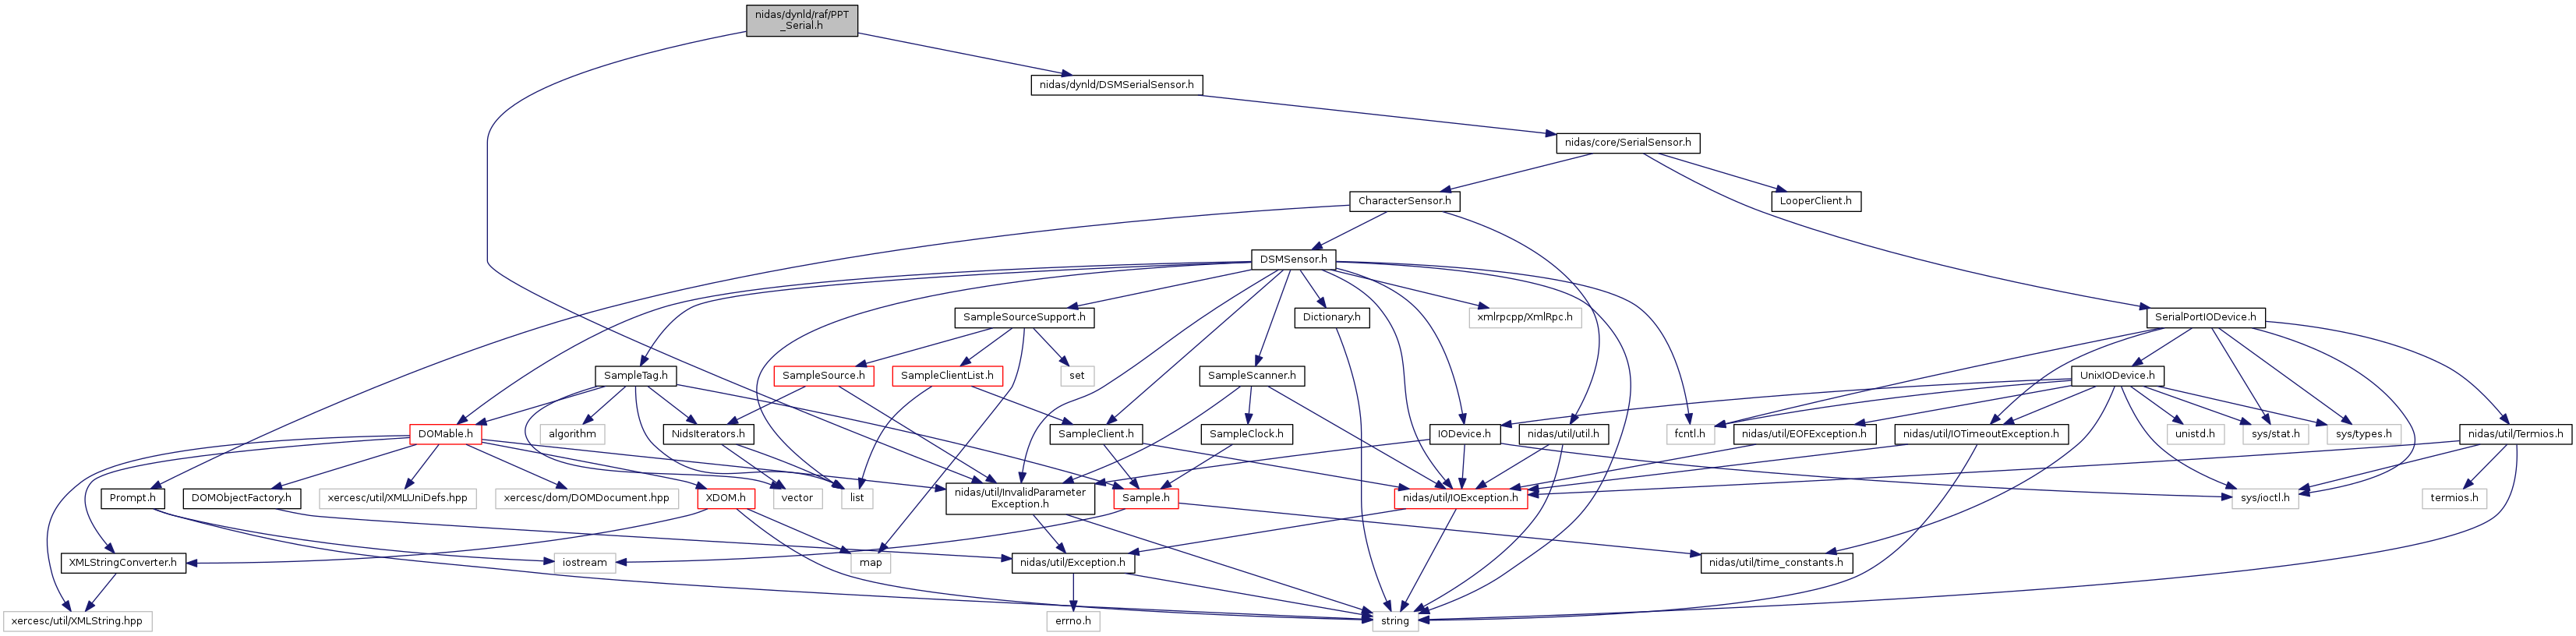 nidas/dynld/raf/PPT
_Serial.h
nidas/dynld/DSMSerialSensor.h
nidas/core/SerialSensor.h
CharacterSensor.h
LooperClient.h
DSMSensor.h
SampleSourceSupport.h
Dictionary.h
xmlrpcpp/XmlRpc.h
SerialPortIODevice.h
SampleTag.h
SampleSource.h
SampleClientList.h
set
SampleScanner.h
UnixIODevice.h
DOMable.h
algorithm
NidsIterators.h
SampleClient.h
SampleClock.h
IODevice.h
nidas/util/util.h
fcntl.h
nidas/util/EOFException.h
nidas/util/IOTimeoutException.h
unistd.h
sys/stat.h
sys/types.h
nidas/util/Termios.h
Prompt.h
DOMObjectFactory.h
xercesc/util/XMLUniDefs.hpp
xercesc/dom/DOMDocument.hpp
XDOM.h
vector
list
nidas/util/InvalidParameter
Exception.h
Sample.h
nidas/util/IOException.h
sys/ioctl.h
termios.h
XMLStringConverter.h
iostream
map
nidas/util/Exception.h
nidas/util/time_constants.h
xercesc/util/XMLString.hpp
errno.h
string